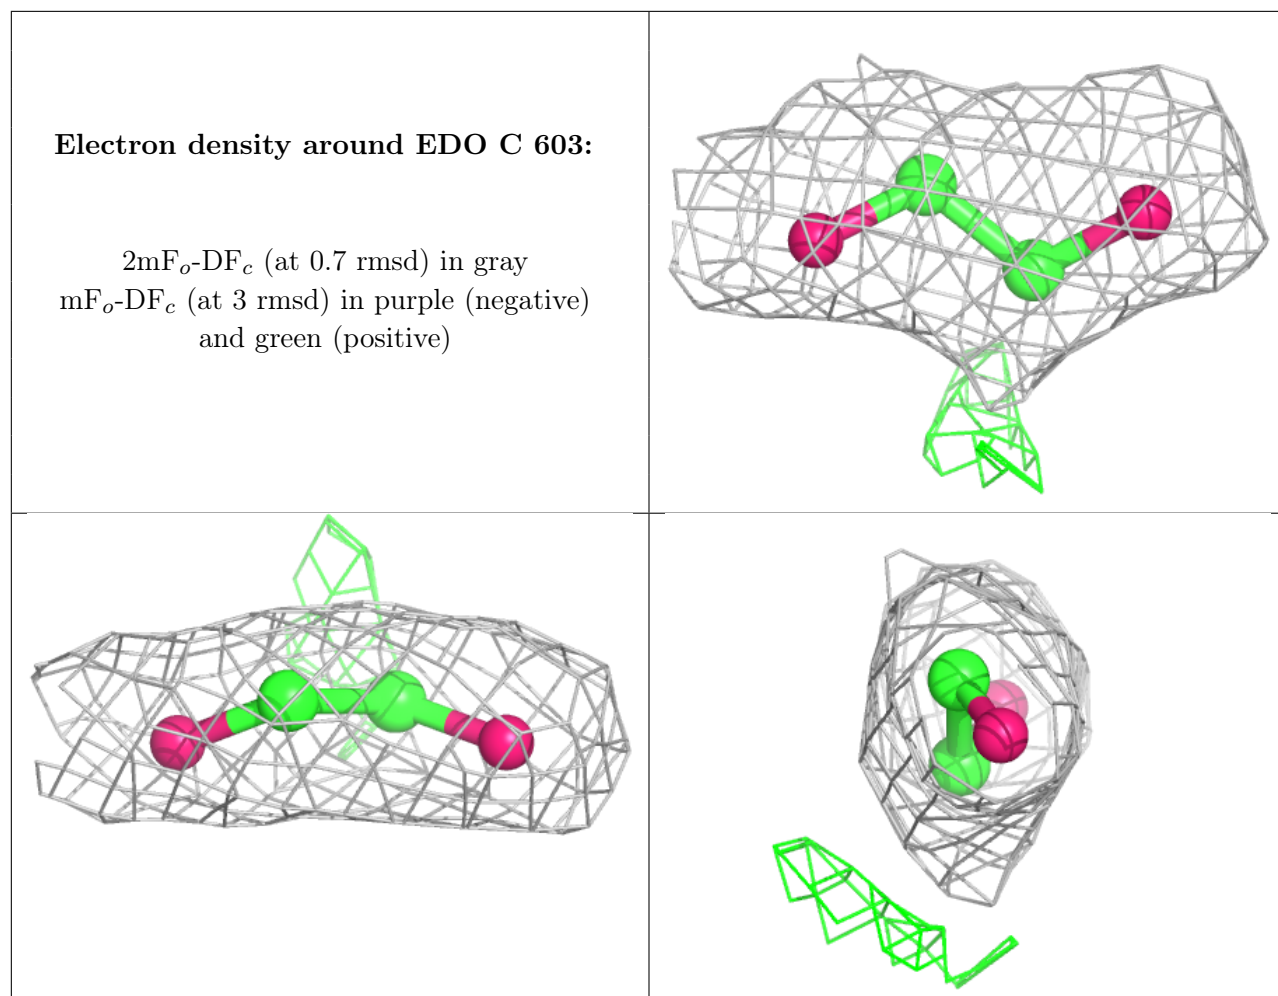 Electron density around EDO C 603:
2mFo-DFc (at 0.7 rmsd) in gray
mFo-DFc (at 3 rmsd) in purple (negative)
and green (positive)